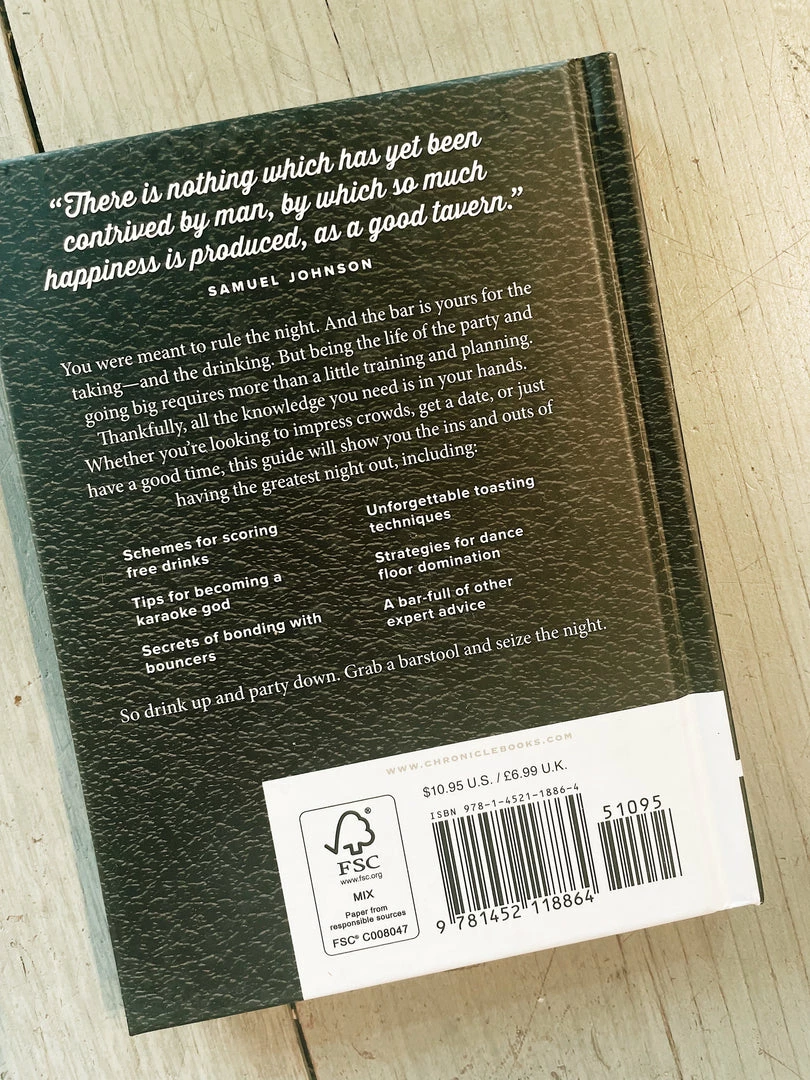 “There is nothing which has yet been
contrived by man, by which so much
happiness is produced, as a good tavern.”
SAMUEL JOHNSON
You were meant to rule the night. And the bar is yours for the
taking—and the drinking. But being the life of the party and
going big requires more than a little training and planning.
Thankfully, all the knowledge you need is in your hands.
Whether you’re looking to impress crowds, get a date, or just
have a good time, this guide will show you the ins and outs of
having the greatest night out, including:
Schemes for scoring
free drinks
Tips for becoming a
karaoke god
Secrets of bonding with
bouncers
Unforgettable toasting
techniques
Strategies for dance
floor domination
A bar-full of other
expert advice
So drink up and party down. Grab a barstool and seize the night.
WWW.CHRONICLEBOOKS.COM
$10.95 U.S. / £6.99 U.K.
ISBN 978-1-4521-1886-4
51095
9 781452 118864
®
FSC
www.fsc.org
MIX
Paper from
responsible sources
FSC® C008047